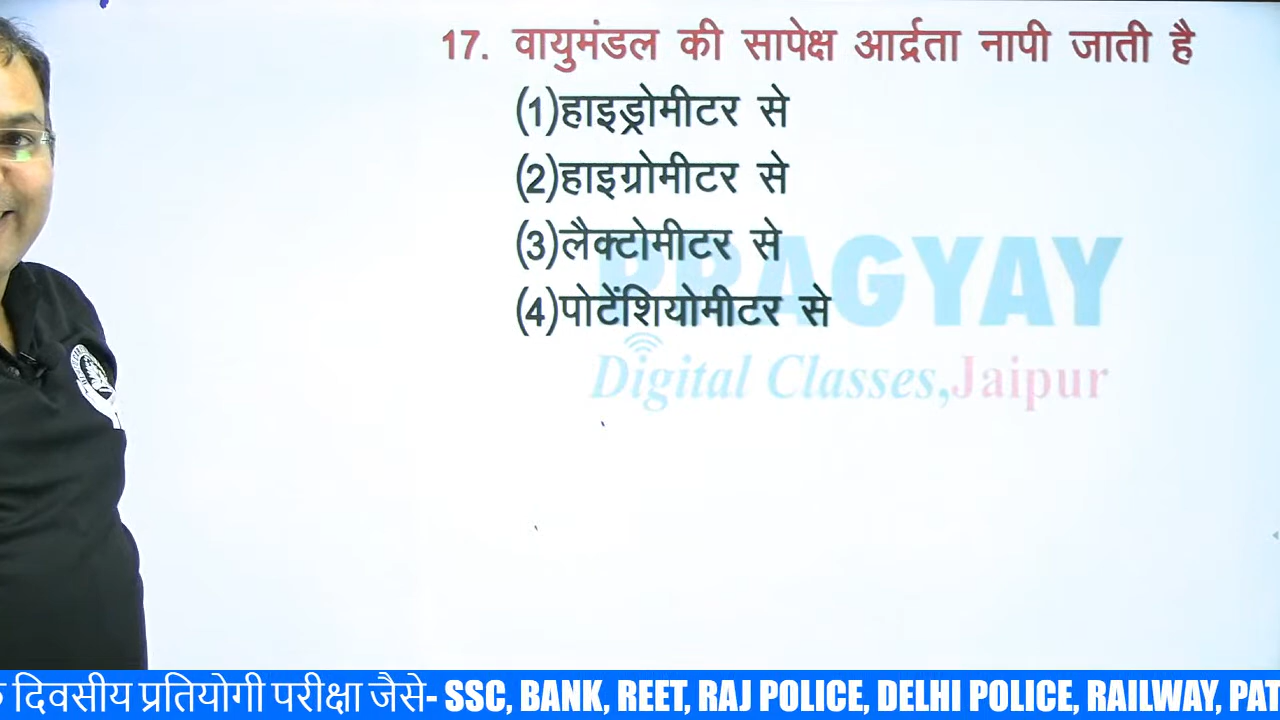 17. वायुमंडल की सापेक्ष आर्द्रता नापी जाती है
(1)हाइड्रोमीटर से
(2)हाइग्रोमीटर से
(3)लैक्टोमीटर से
(4)पोटेंशियोमीटर से
PRAGYAY
Digital Classes,Jaipur
दिवसीय प्रतियोगी परीक्षा जैसे- SSC, BANK, REET, RAJ POLICE, DELHI POLICE, RAILWAY, PAT